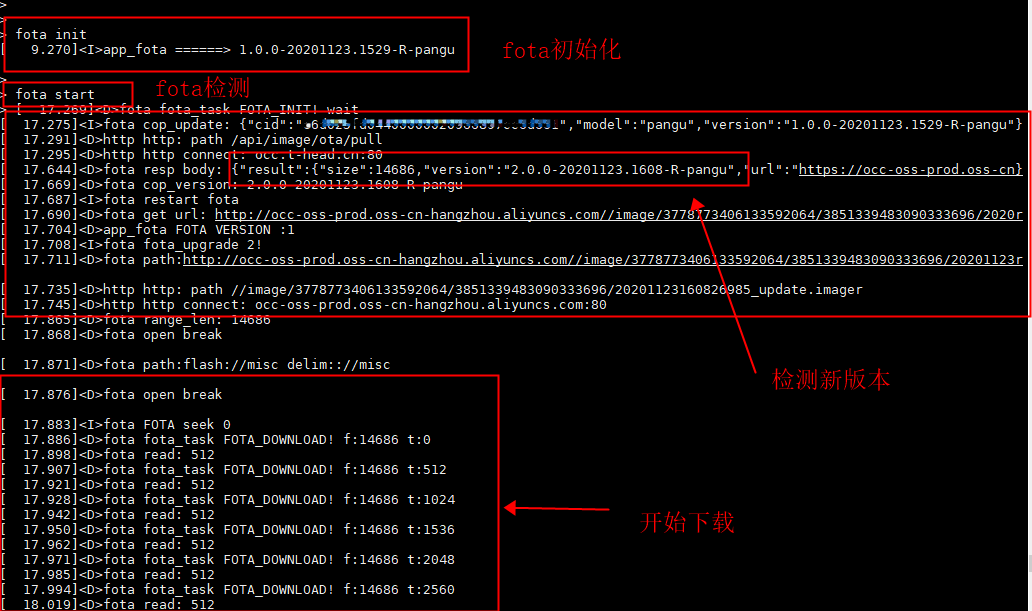 >
>
> fota init
[   9.270]<I>app_fota ======> 1.0.0-20201123.1529-R-pangu
fota初始化
>
> fota start
fota检测
> [  17.269]<D>fota fota_task FOTA_INIT! wait
[  17.275]<I>fota cop_update: {"cid":" ","model":"pangu","version":"1.0.0-20201123.1529-R-pangu"}
[  17.291]<D>http http: path /api/image/ota/pull
[  17.295]<D>http http connect: occ.t-head.cn:80
[  17.644]<D>fota resp body: {"result":{"size":14686,"version":"2.0.0-20201123.1608-R-pangu","url":"https://occ-oss-prod.oss-cn}
[  17.669]<D>fota cop_version: 2.0.0-20201123.1608-R-pangu
[  17.687]<I>fota restart fota
[  17.690]<D>fota get url: http://occ-oss-prod.oss-cn-hangzhou.aliyuncs.com//image/3778773406133592064/3851339483090333696/2020r
[  17.704]<D>app_fota FOTA VERSION :1
[  17.708]<I>fota fota_upgrade 2!
[  17.711]<D>fota path:http://occ-oss-prod.oss-cn-hangzhou.aliyuncs.com//image/3778773406133592064/3851339483090333696/20201123r
[  17.735]<D>http http: path //image/3778773406133592064/3851339483090333696/20201123160826985_update.imager
[  17.745]<D>http http connect: occ-oss-prod.oss-cn-hangzhou.aliyuncs.com:80
[  17.865]<D>fota range_len: 14686
[  17.868]<D>fota open break
[  17.871]<D>fota path:flash://misc delim:://misc
检测新版本
[  17.876]<D>fota open break
[  17.883]<I>fota FOTA seek 0
[  17.886]<D>fota fota_task FOTA_DOWNLOAD! f:14686 t:0
[  17.898]<D>fota read: 512
[  17.907]<D>fota fota_task FOTA_DOWNLOAD! f:14686 t:512
[  17.921]<D>fota read: 512
[  17.928]<D>fota fota_task FOTA_DOWNLOAD! f:14686 t:1024
[  17.942]<D>fota read: 512
开始下载
[  17.950]<D>fota fota_task FOTA_DOWNLOAD! f:14686 t:1536
[  17.962]<D>fota read: 512
[  17.971]<D>fota fota_task FOTA_DOWNLOAD! f:14686 t:2048
[  17.985]<D>fota read: 512
[  17.994]<D>fota fota_task FOTA_DOWNLOAD! f:14686 t:2560
[  18.019]<D>fota read: 512